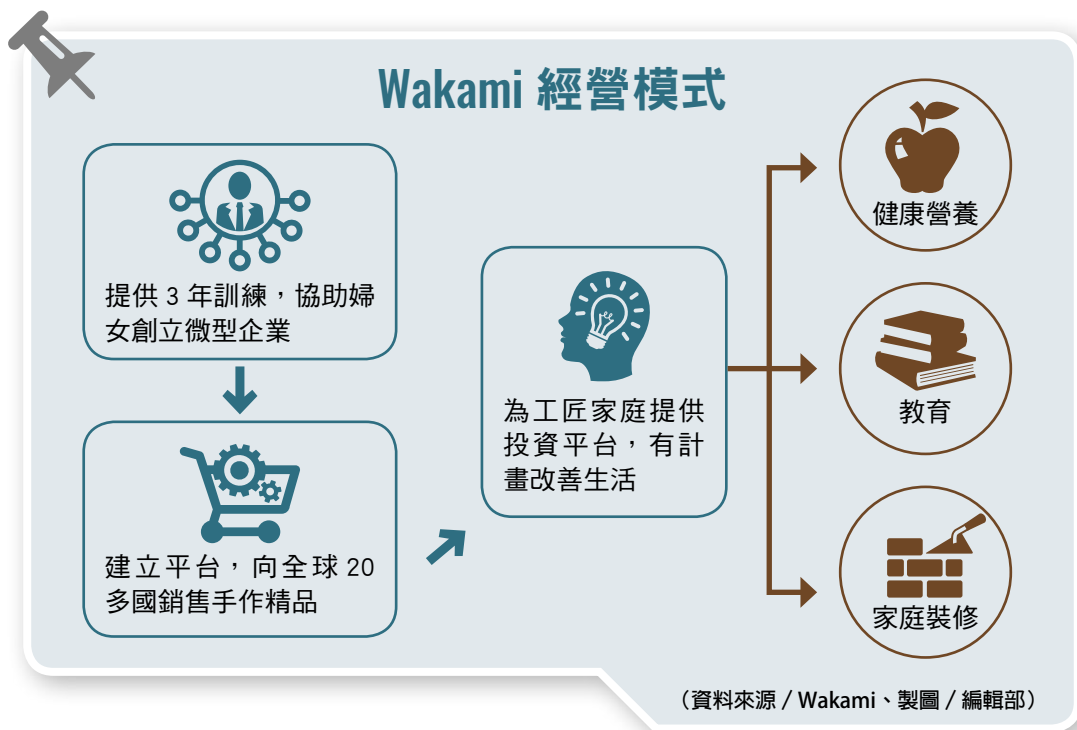 Wakami 經營模式
提供 3 年訓練，協助婦
女創立微型企業
建立平台，向全球 20
多國銷售手作精品
為工匠家庭提供
投資平台，有計
畫改善生活
健康營養
教育
家庭裝修
（資料來源 / Wakami、製圖 / 編輯部）